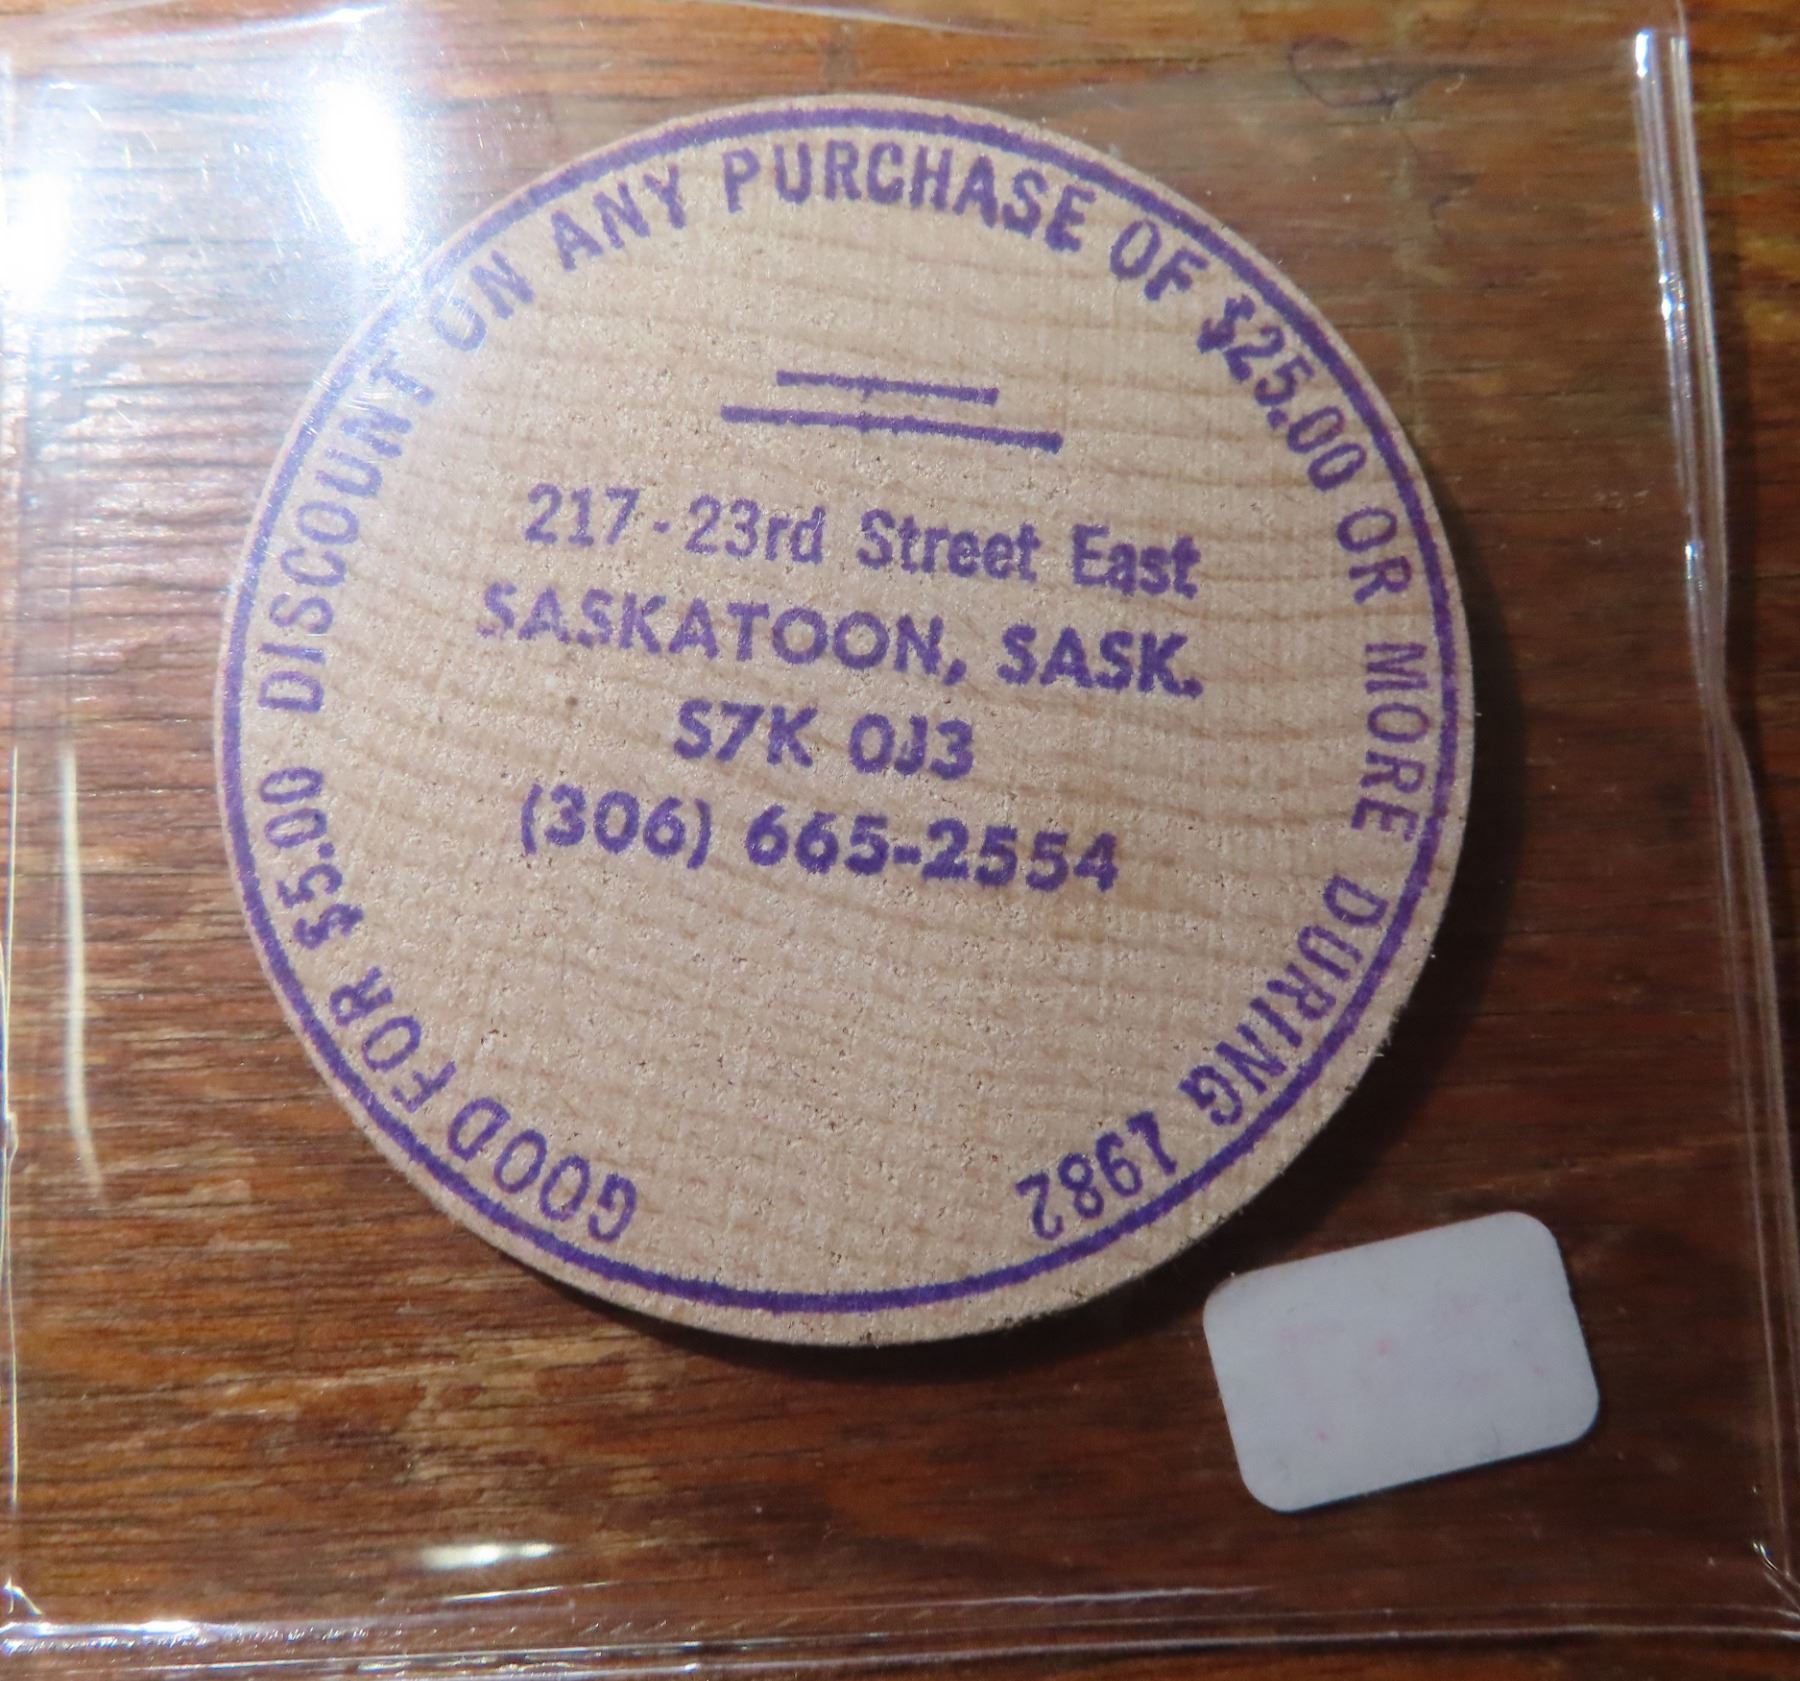 GOOD FOR $5.00 DISCOUNT ON ANY PURCHASE OF $25.00 OR MORE DURING 1982
217 - 23rd Street East
SASKATOON, SASK.
S7K 0J3
(306) 665-2554